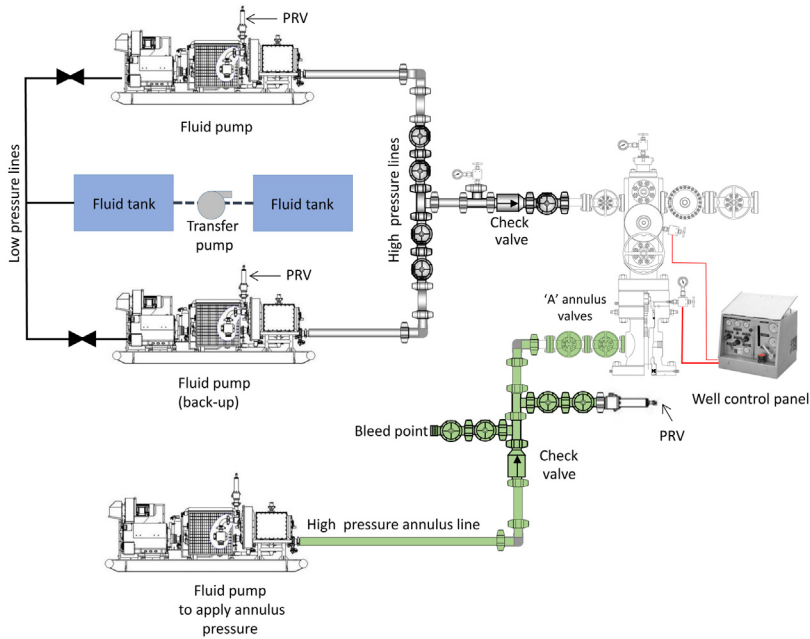 PRV
Fluid pump
Low pressure lines
Fluid tank
Transfer
pump
Fluid tank
High pressure lines
Check
valve
PRV
Fluid pump
(back-up)
'A' annulus
valves
Well control panel
PRV
Bleed point
Check
valve
High pressure annulus line
Fluid pump
to apply annulus
pressure